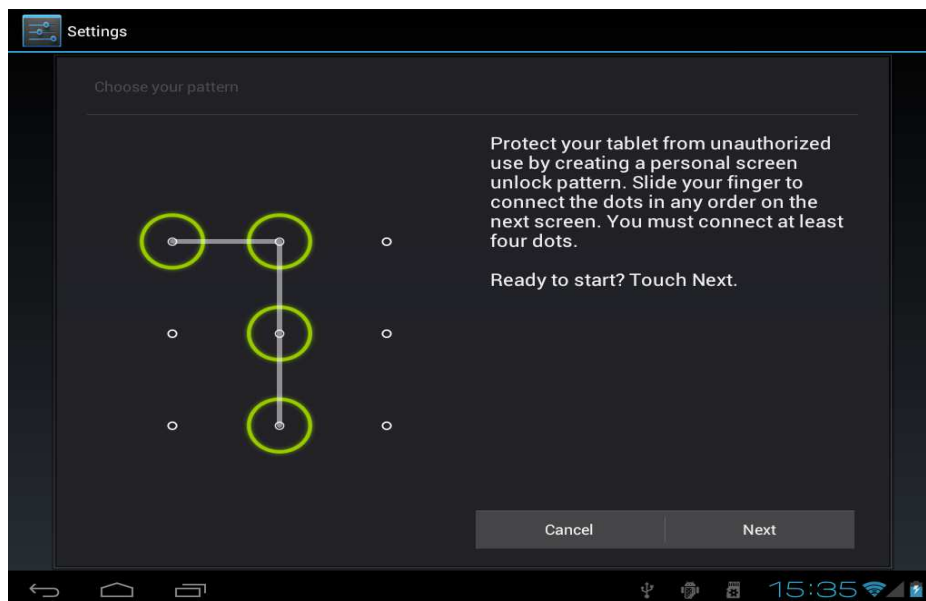 Settings
Choose your pattern
Protect your tablet from unauthorized
use by creating a personal screen
unlock pattern. Slide your finger to
connect the dots in any order on the
next screen. You must connect at least
four dots.
Ready to start? Touch Next.
Cancel
Next
15:35